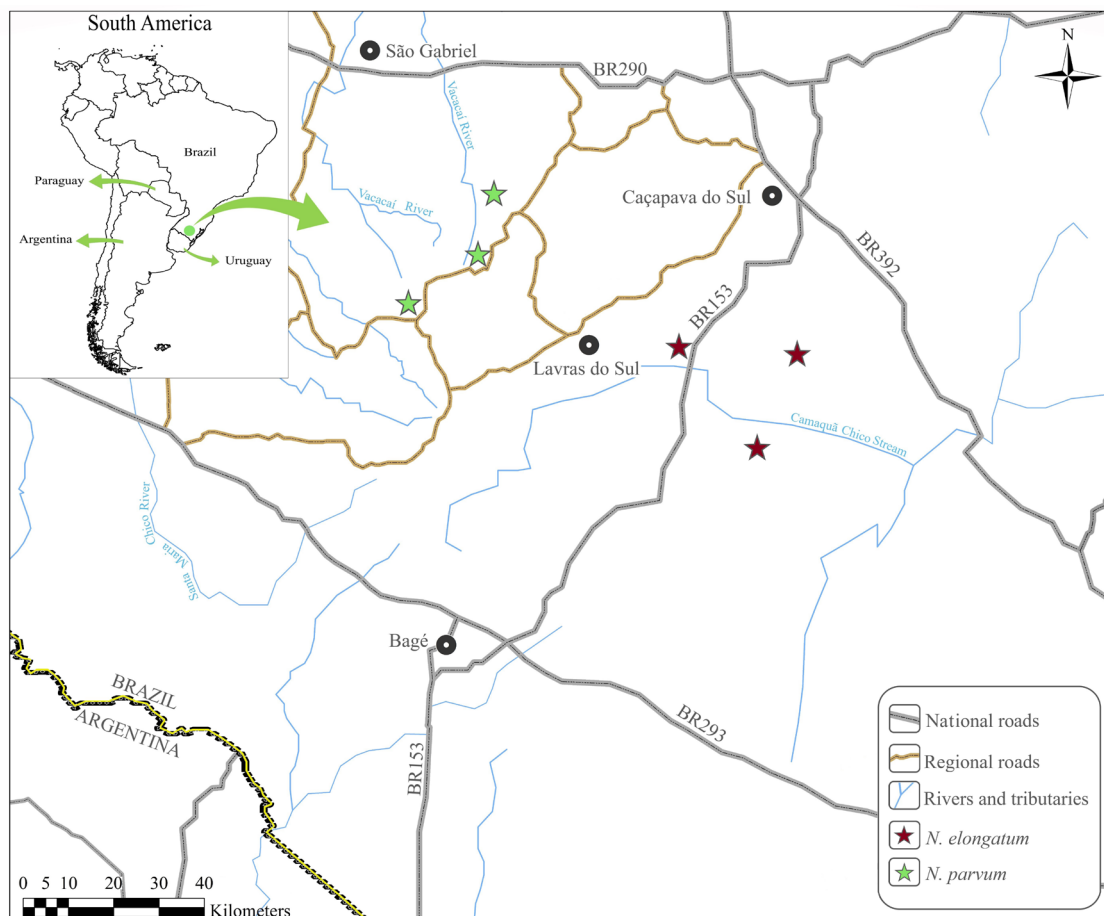 South America
Brazil
Paraguay
Argentina
Uruguay
São Gabriel
BR290
N
Vacacaí River
Vacacaí River
Caçapava do Sul
BR392
BR153
Lavras do Sul
Camaquã Chico Stream
Santa Maria Chico River
Bagé
BRAZIL
ARGENTINA
BR153
BR293
National roads
Regional roads
Rivers and tributaries
N. elongatum
N. parvum
0 5 10 20 30 40
Kilometers